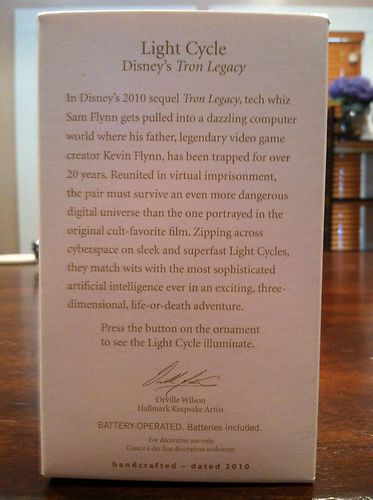 Light Cycle
Disney's Tron Legacy
In Disney's 2010 sequel Tron Legacy, tech whiz
Sam Flynn gets pulled into a dazzling computer
world where his father, legendary video game
creator Kevin Flynn, has been trapped for over
20 years. Reunited in virtual imprisonment,
the pair must survive an even more dangerous
digital universe than the one portrayed in the
original cult-favorite film. Zipping across
cyberspace on sleek and superfast Light Cycles,
they match wits with the most sophisticated
artificial intelligence ever in an exciting, three-
dimensional, life-or-death adventure.
Press the button on the ornament
to see the Light Cycle illuminate.
Orville Wilson
Hallmark Keepsake Artist
BATTERY-OPERATED. Batteries included.
For decorative use only.
Conçu à des fins décoratives seulement.
handcrafted – dated 2010